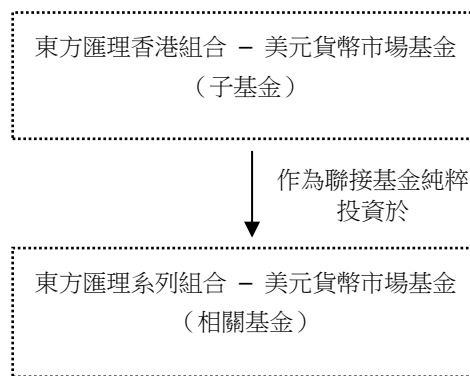 東方匯理香港組合 – 美元貨幣市場基金
（子基金）
作為聯接基金純粹
投資於
東方匯理系列組合 – 美元貨幣市場基金
（相關基金）